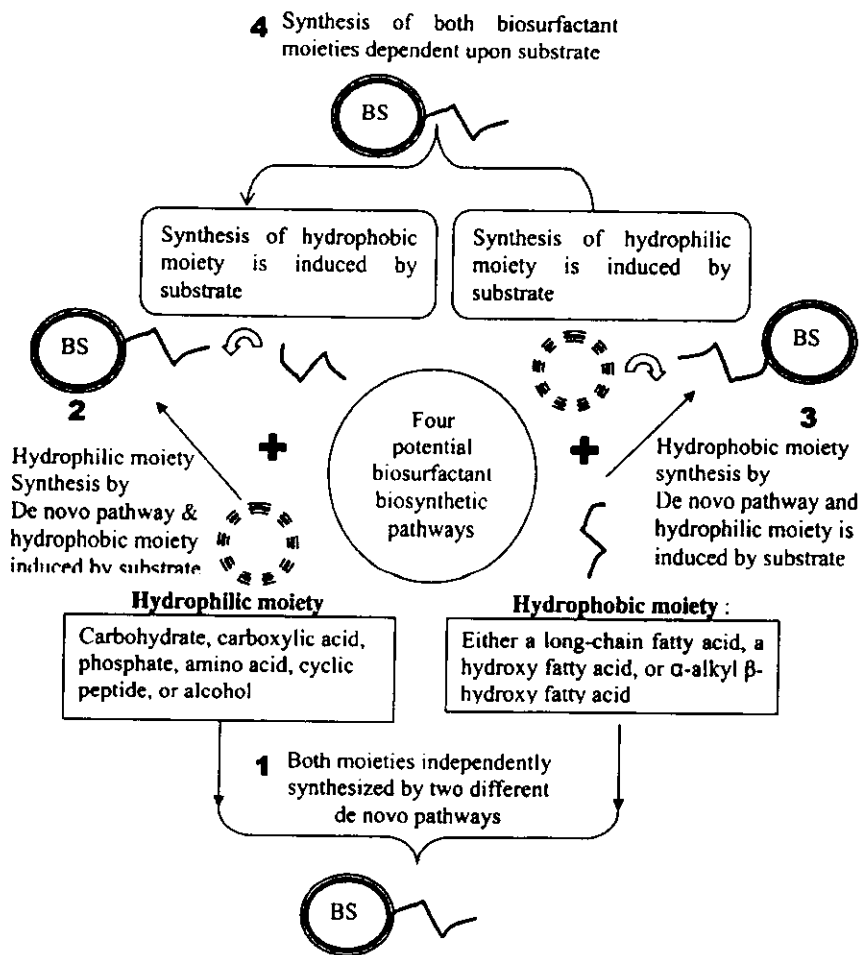 4 Synthesis of both biosurfactant
moieties dependent upon substrate
BS
Synthesis of hydrophobic
moiety is induced by
substrate
Synthesis of hydrophilic
moiety is induced by
substrate
BS
2
Hydrophilic moiety
Synthesis by
De novo pathway &
hydrophobic moiety
induced by substrate
+
Four
potential
biosurfactant
biosynthetic
pathways
+
BS
3
Hydrophobic moiety
synthesis by
De novo pathway and
hydrophilic moiety is
induced by substrate
Hydrophilic moiety
Carbohydrate, carboxylic acid,
phosphate, amino acid, cyclic
peptide, or alcohol
Hydrophobic moiety :
Either a long-chain fatty acid, a
hydroxy fatty acid, or α-alkyl β-
hydroxy fatty acid
1 Both moieties independently
synthesized by two different
de novo pathways
BS